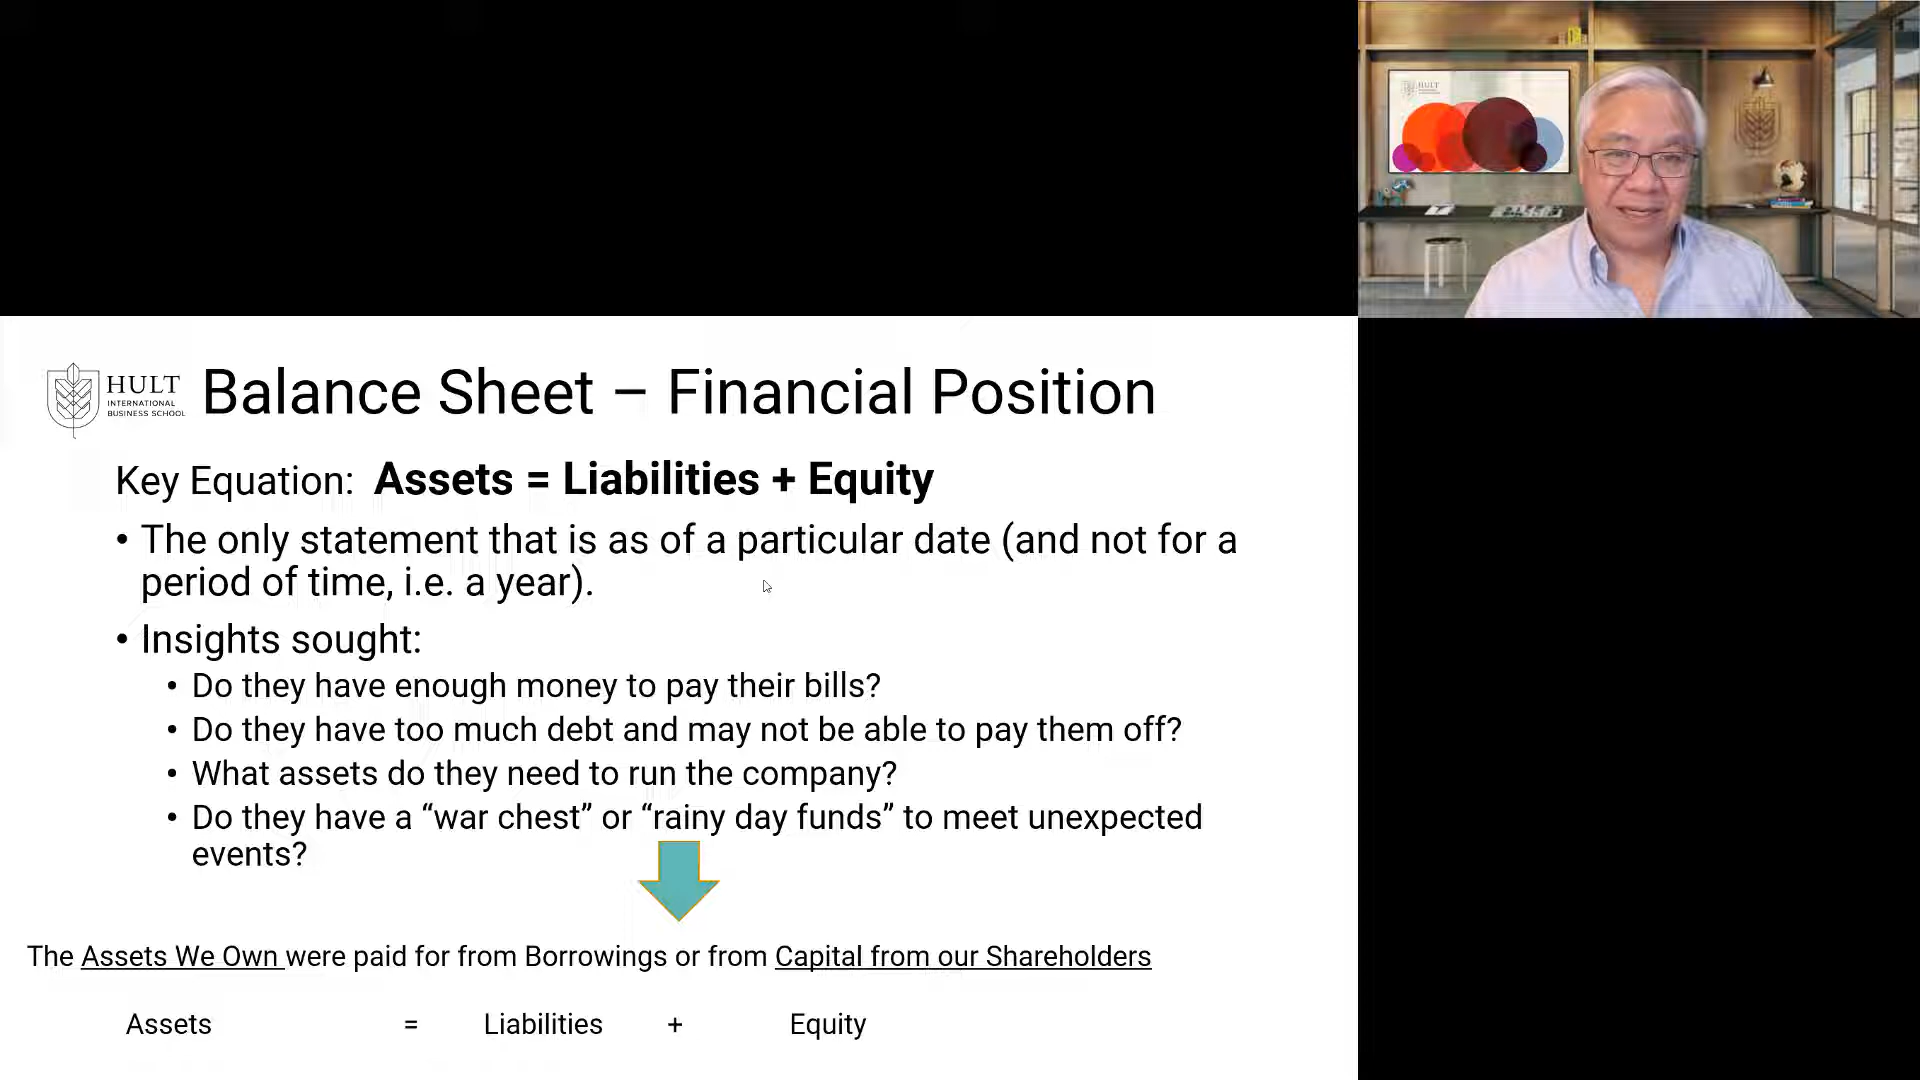 HULT
HULT
INTERNATIONAL
BUSINESS SCHOOL
Balance Sheet – Financial Position
Key Equation: Assets = Liabilities + Equity
• The only statement that is as of a particular date (and not for a
period of time, i.e. a year).
• Insights sought:
• Do they have enough money to pay their bills?
• Do they have too much debt and may not be able to pay them off?
• What assets do they need to run the company?
• Do they have a “war chest” or “rainy day funds” to meet unexpected
events?
The Assets We Own were paid for from Borrowings or from Capital from our Shareholders
Assets = Liabilities + Equity